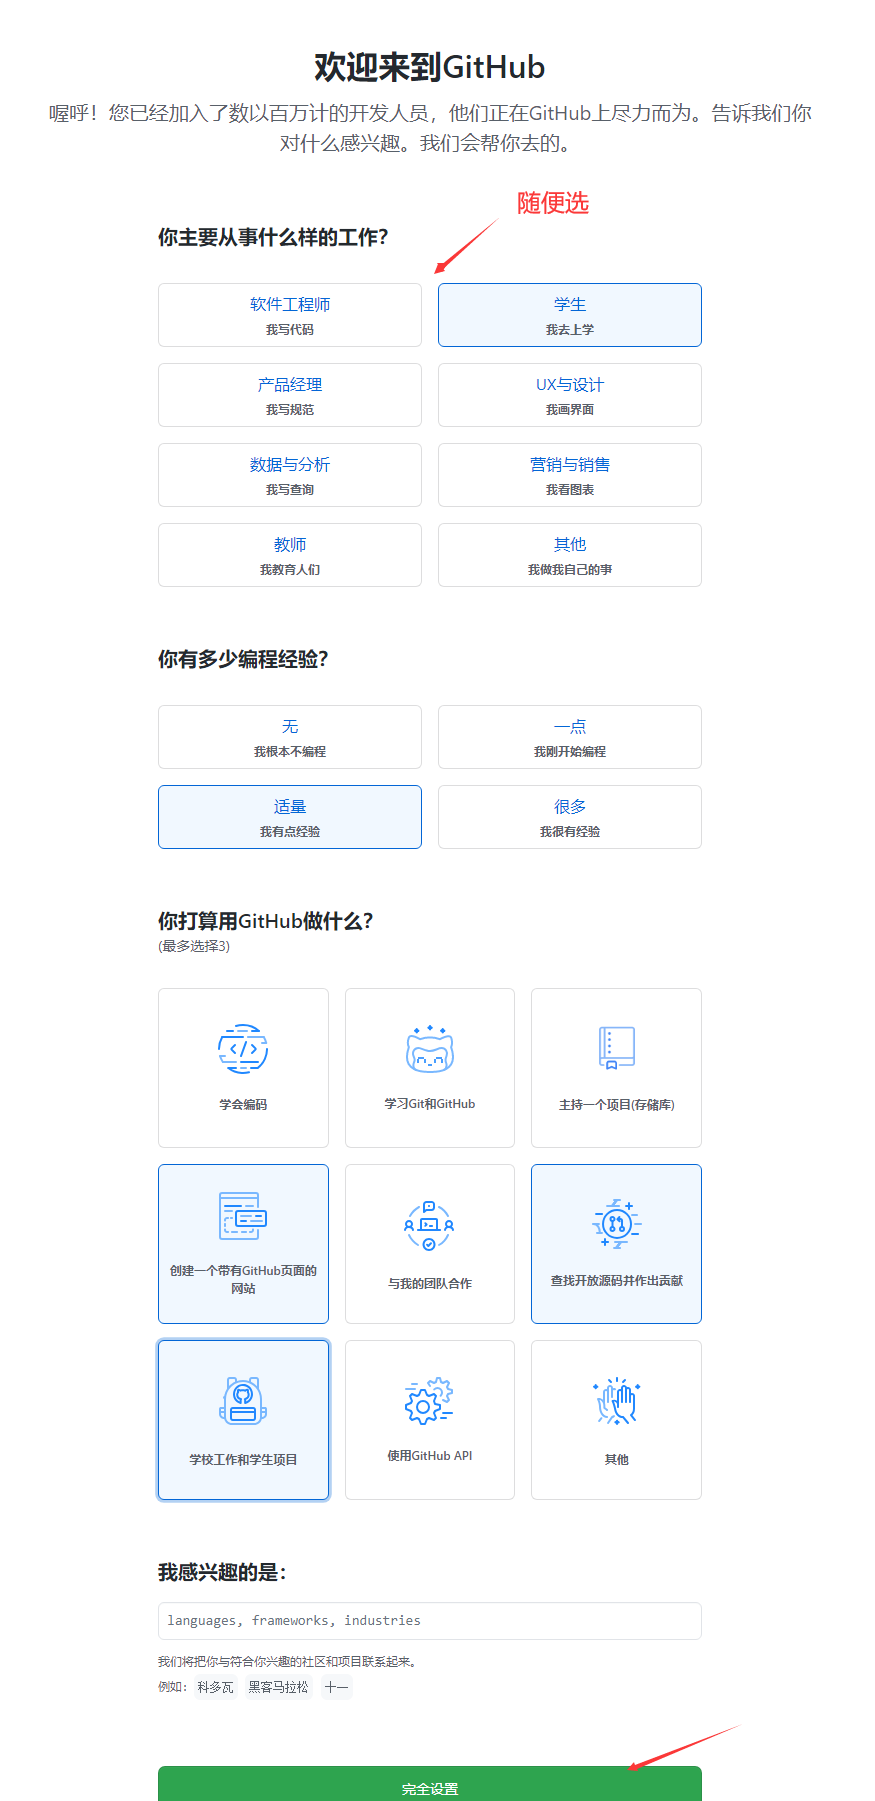 欢迎来到GitHub
喔呼！您已经加入了数以百万计的开发人员，他们正在GitHub上尽力而为。告诉我们你
对什么感兴趣。我们会帮你去的。
随便选
你主要从事什么样的工作？
软件工程师
我写代码
学生
我去上学
产品经理
我写规范
UX与设计
我画界面
数据与分析
我写查询
营销与销售
我看图表
教师
我教育人们
其他
我做我自己的事
你有多少编程经验？
无
我根本不编程
一点
我刚开始编程
适量
我有点经验
很多
我很有经验
你打算用GitHub做什么？
(最多选择3)
学会编码
学习Git和GitHub
主持一个项目(存储库)
创建一个带有GitHub页面的
网站
与我的团队合作
查找开放源码并作出贡献
学校工作和学生项目
使用GitHub API
其他
我感兴趣的是：
languages, frameworks, industries
我们将把你与符合你兴趣的社区和项目联系起来。
例如： 科多瓦 黑客马拉松 十一
完全设置